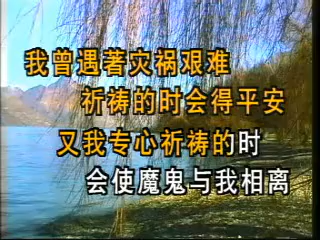 我曾遇著灾祸艰难
祈祷的时会得平安
又我专心祈祷的时
会使魔鬼与我相离